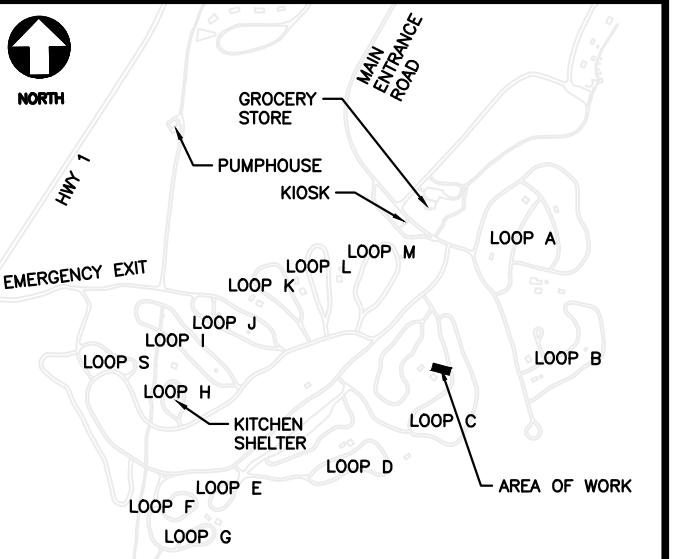 NORTH
MAIN
ENTRANCE
ROAD
GROCERY
STORE
PUMPHOUSE
KIOSK
HWY 1
LOOP A
LOOP M
LOOP L
EMERGENCY EXIT
LOOP K
LOOP J
LOOP I
LOOP S
LOOP B
LOOP H
LOOP C
KITCHEN
SHELTER
LOOP D
LOOP E
AREA OF WORK
LOOP F
LOOP G